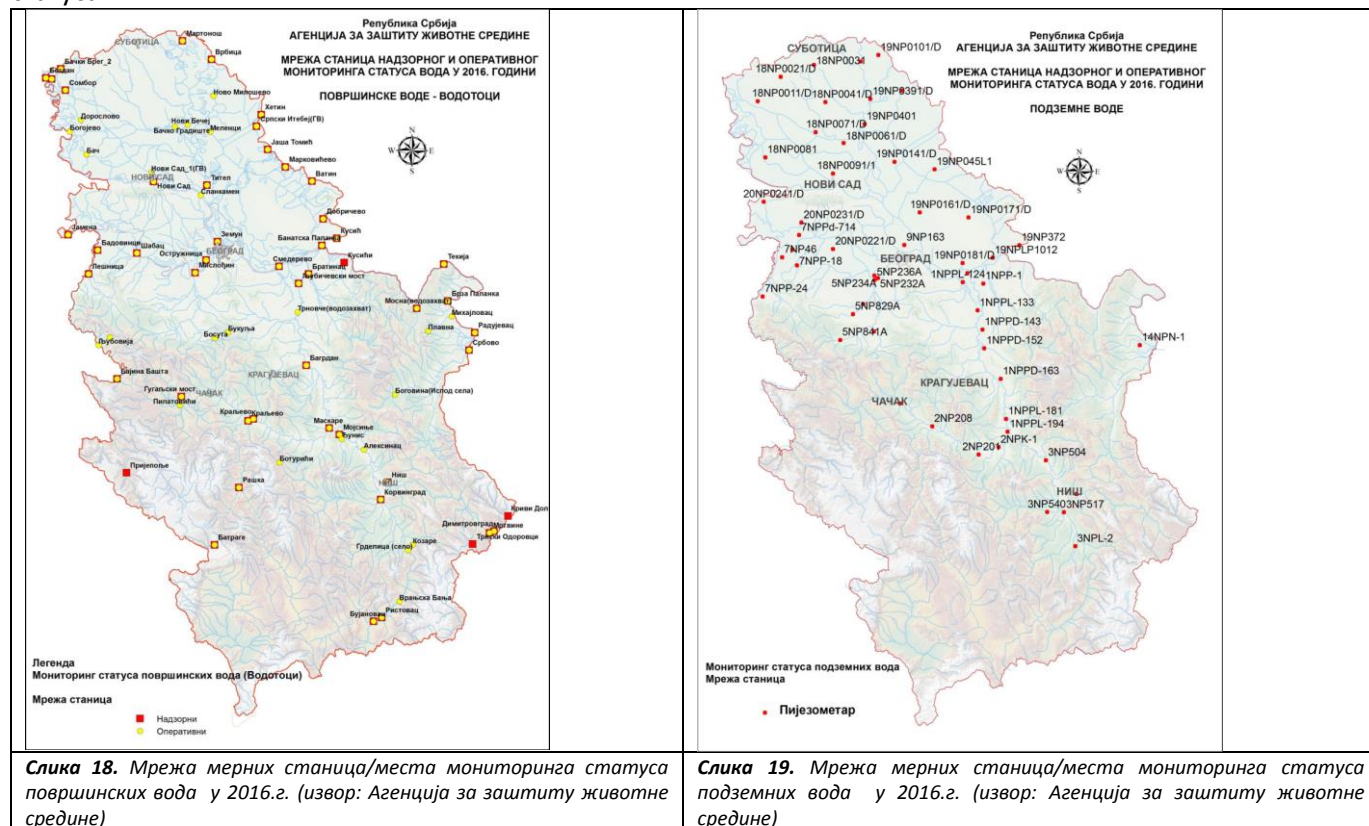 Република Србија
АГЕНЦИЈА ЗА ЗАШТИТУ ЖИВОТНЕ СРЕДИНЕ
МРЕЖА СТАНИЦА НАДЗОРНОГ И ОПЕРАТИВНОГ
МОНИТОРИНГА СТАТУСА ВОДА У 2016. ГОДИНИ
ПОВРШИНСКЕ ВОДЕ - ВОДОТОЦИ
Мартонош
СУБОТИЦА
Врбица
Бачки Брег_2
Сомбор
Ново Милошево
Хетин
Српски Итебеј(ГВ)
Дорослово
Богојево
Нови Бечеј
Бачко Градиште
Меленци
Јаша Томић
Бач
Марковићево
Нови Сад_1(ГВ)
НОВИ САД
Нови Сад
Тител
Ватин
Сланкамен
Добричево
Јамена
Кусић
Земун
Банатска Паланка
Бадовинци
Шабац
БЕОГРАД
Остружница
Кусићи
Текија
Лешница
Мислођин
Смедерево
Братинац
Љубичевски мост
Брза Паланка
Мосна(водозахват)
Трновче(водозахват)
Михајловац
Плавна
Радујевац
Љубовија
Босута
Букуља
Србово
Багрдан
КРАГУЈЕВАЦ
Бајина Башта
Гугаљски мост
ЧАЧАК
Пилатовићи
Боговина(Испод села)
Краљево
Краљево
Маскаре
Мојсиње
Ђунис
Алексинац
Пријепоље
Богутрићи
Ниш
НИШ
Рашка
Корвинград
Криви Дол
Димитровград
Мртвине
Батраге
Грделица (село)
Козаре
Трнски Одоровци
Врањска Бања
Бујановац
Ристовац
N
W
E
S
Легенда
Мониторинг статуса површинских вода (Водотоци)
Мрежа станица
Надзорни
Оперативни
Слика 18. Мрежа мерних станица/места мониторинга статуса
површинских вода у 2016.г. (извор: Агенција за заштиту животне
средине)
Република Србија
АГЕНЦИЈА ЗА ЗАШТИТУ ЖИВОТНЕ СРЕДИНЕ
МРЕЖА СТАНИЦА НАДЗОРНОГ И ОПЕРАТИВНОГ
МОНИТОРИНГА СТАТУСА ВОДА У 2016. ГОДИНИ
ПОДЗЕМНЕ ВОДЕ
СУБОТИЦА
19NP0101/D
18NP0031
18NP0021/D
18NP0011/D
18NP0041/D
19NP0391/D
19NP0401
18NP0071/D
18NP0061/D
18NP0081
19NP0141/D
19NP045L1
18NP0091/1
НОВИ САД
20NP0241/D
19NP0161/D
19NP0171/D
20NP0231/D
7NPPd-714
7NP46
20NP0221/D
9NP163
19NP372
7NPP-18
БЕОГРАД
19NP0181/D
19NPLP1012
5NP236A
5NP234A
5NP232A
1NPPL-124
1NPP-1
7NPP-24
5NP829A
1NPPL-133
5NP841A
1NPPD-143
1NPPD-152
14NPN-1
1NPPD-163
КРАГУЈЕВАЦ
ЧАЧАК
2NP208
1NPPL-181
1NPPL-194
2NP201
2NPK-1
3NP504
НИШ
3NP540
3NP517
3NPL-2
N
W
E
S
Мониторинг статуса подземних вода
Мрежа станица
Пијезометар
Слика 19. Мрежа мерних станица/места мониторинга статуса
подземних вода у 2016.г. (извор: Агенција за заштиту животне
средине)